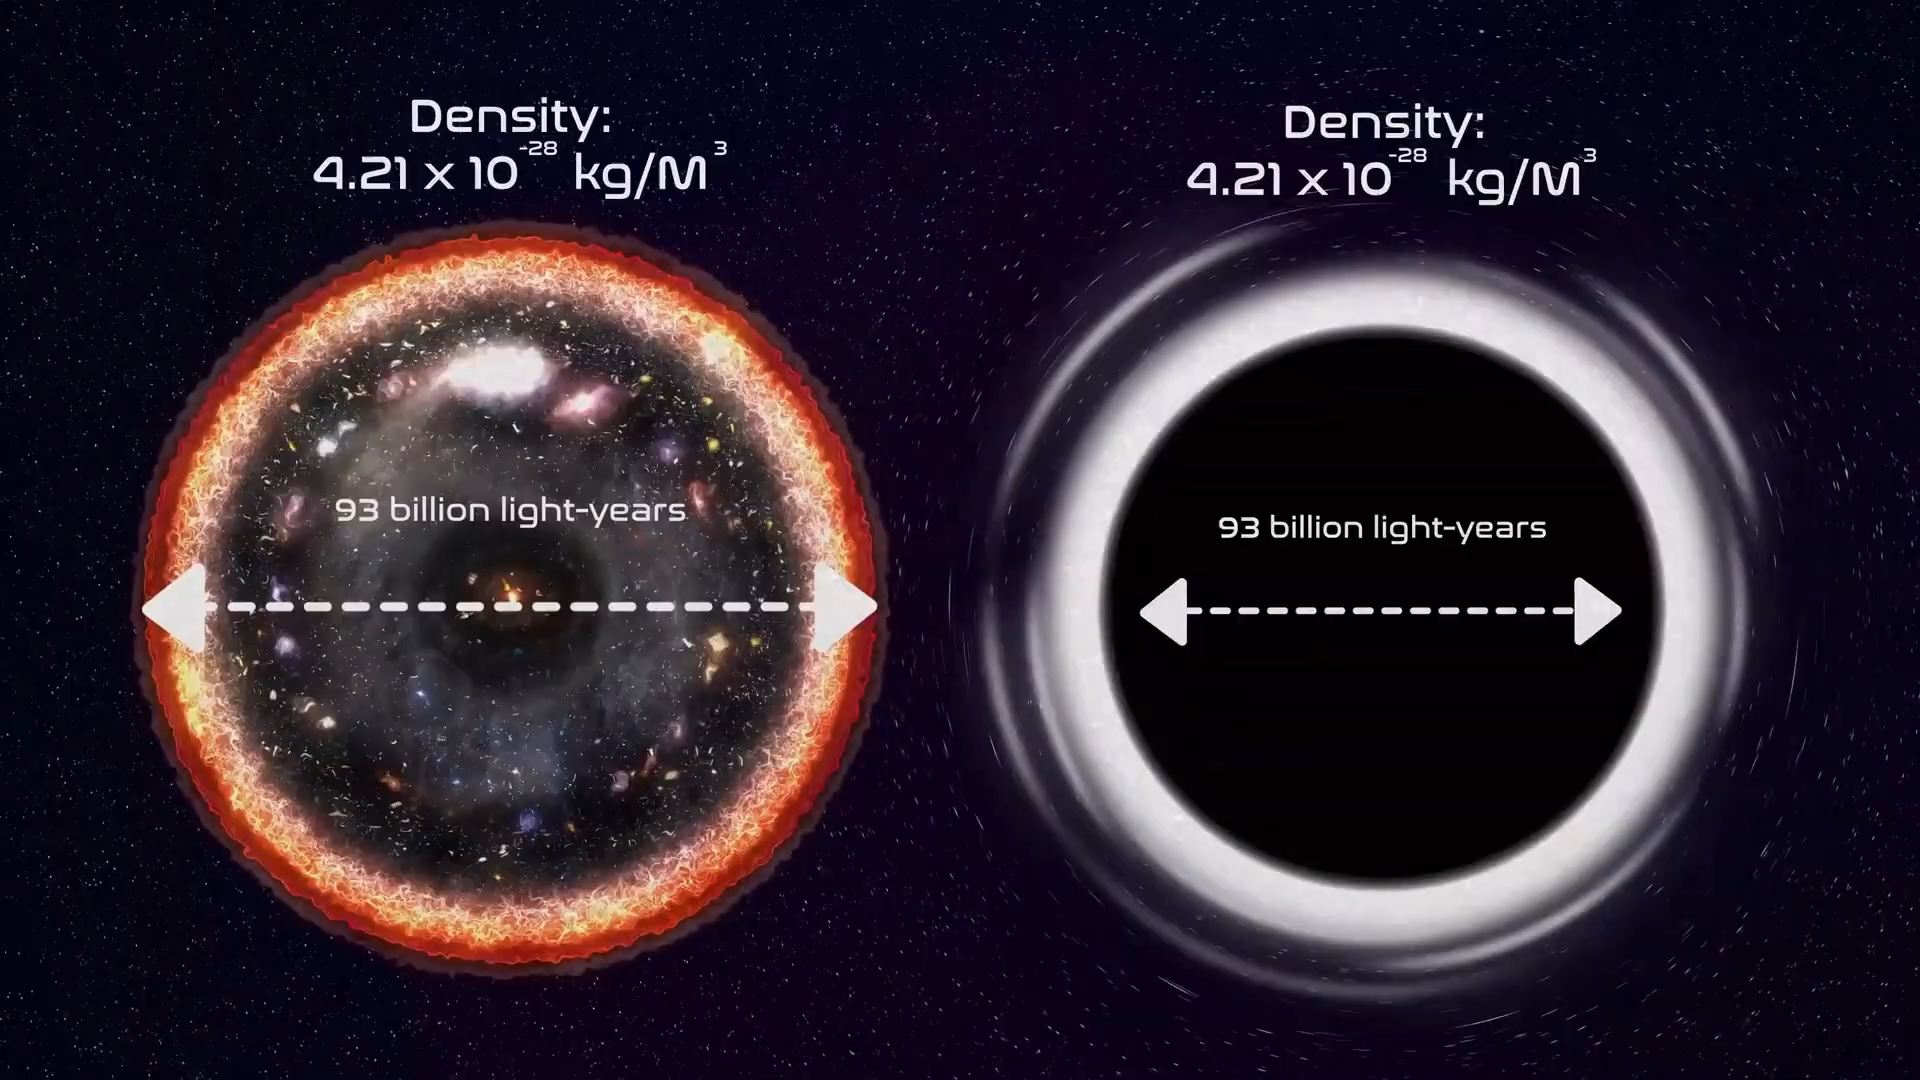 Density:
4.21 x 10⁻²⁸ kg/M³
93 billion light-years
Density:
4.21 x 10⁻²⁸ kg/M³
93 billion light-years